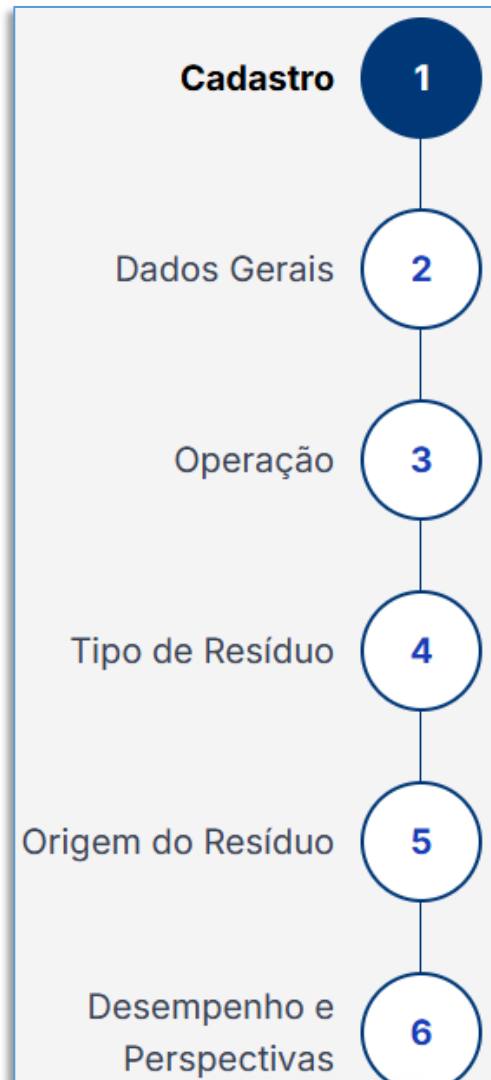 Cadastro 1
Dados Gerais 2
Operação 3
Tipo de Resíduo 4
Origem do Resíduo 5
Desempenho e
Perspectivas 6